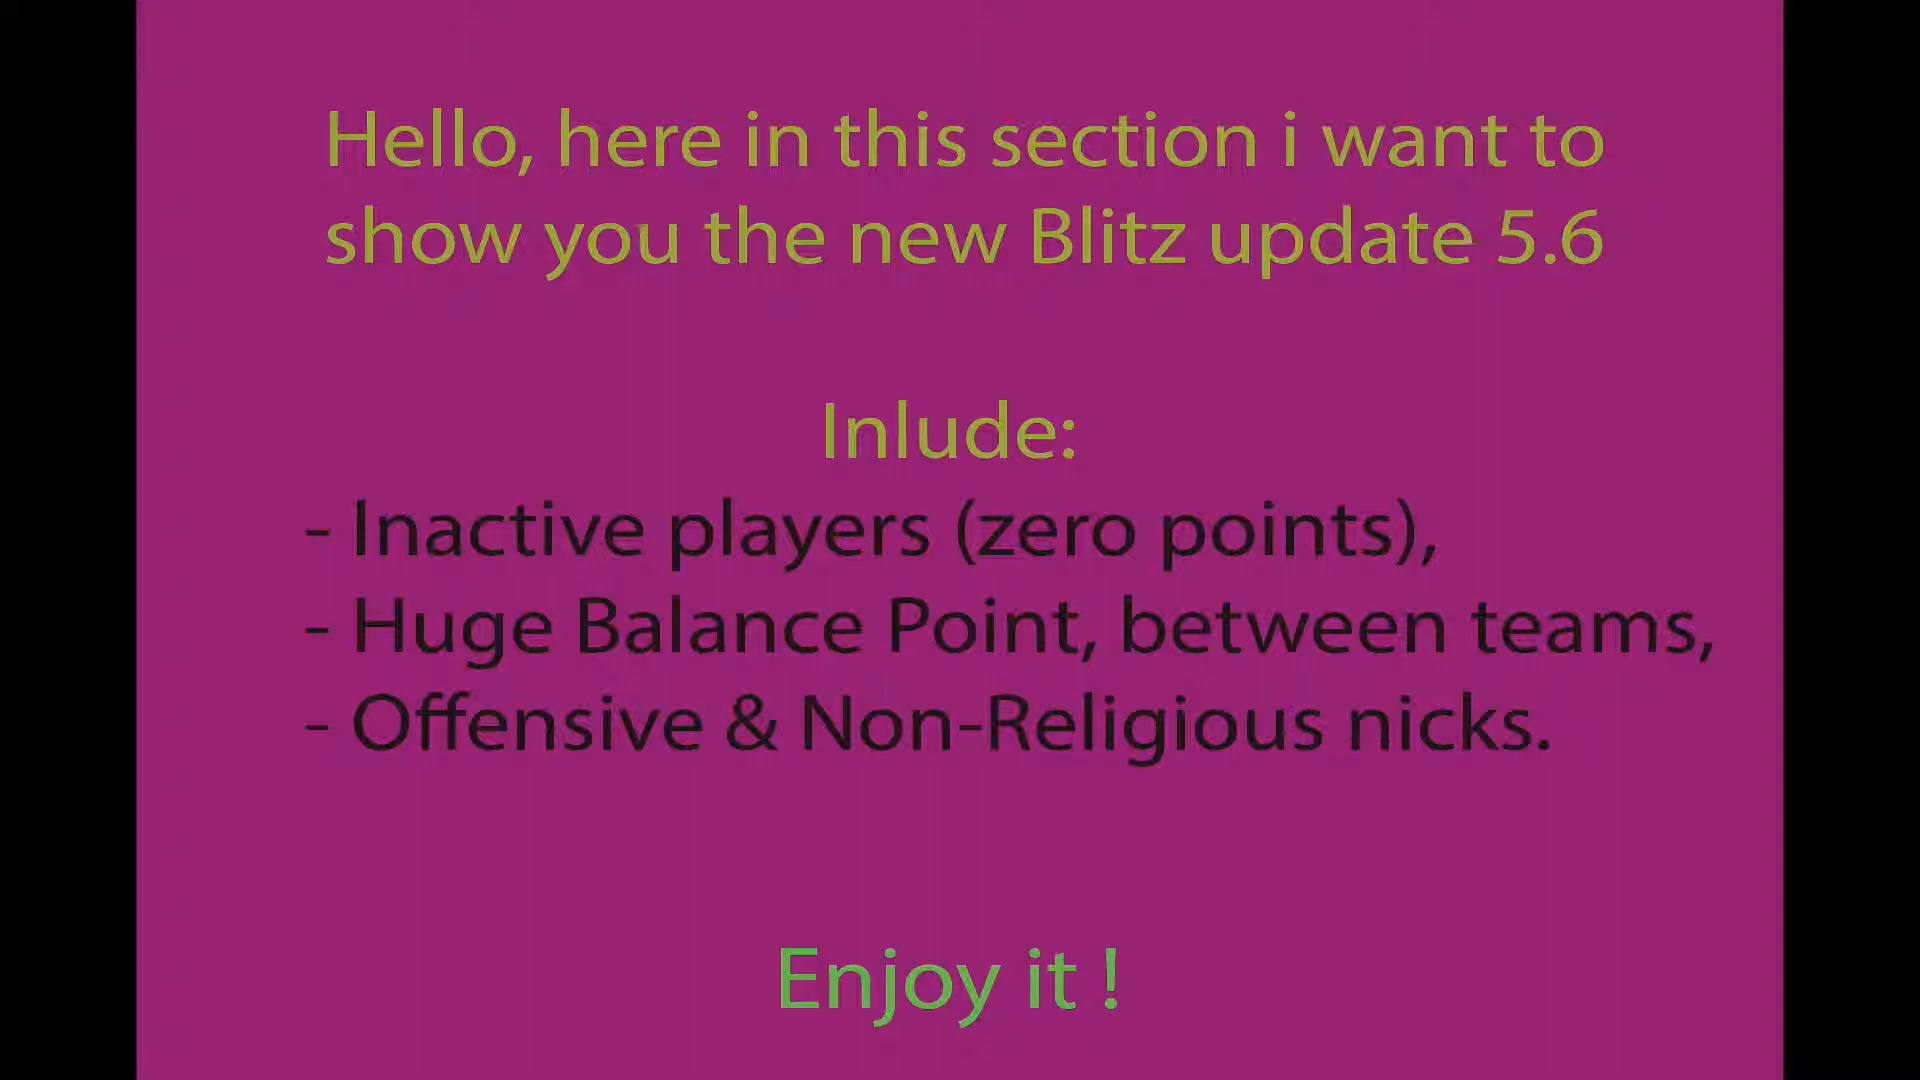 Hello, here in this section i want to
show you the new Blitz update 5.6
Inlude:
- Inactive players (zero points),
- Huge Balance Point, between teams,
- Offensive & Non-Religious nicks.
Enjoy it !